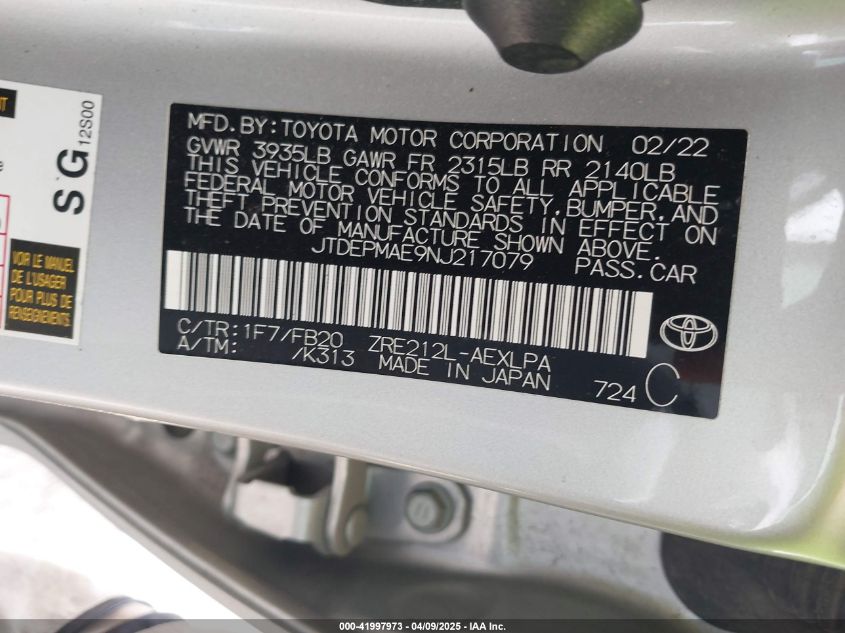 SG 12S00
VOIR LE MANUEL
DE L'USAGER
POUR PLUS DE
RENSEIGNEMENTS
MFD.BY:TOYOTA MOTOR CORPORATION 02/22
GVWR 3935LB GAWR FR 2315LB RR 2140LB
THIS VEHICLE CONFORMS TO ALL APPLICABLE
FEDERAL MOTOR VEHICLE SAFETY,BUMPER,AND
THEFT PREVENTION STANDARDS IN EFFECT ON
THE DATE OF MANUFACTURE SHOWN ABOVE.
JTDEPMAE9NJ217079 PASS.CAR
C/TR:1F7/FB20 ZRE212L-AEXLPA
A/TM: /K313 MADE IN JAPAN 724 C
000-41997973 - 04/09/2025 - IAA Inc.